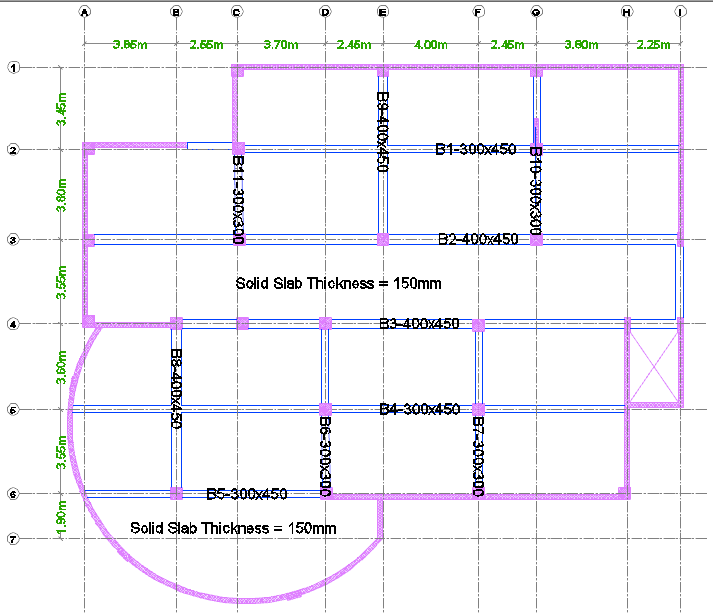 A B C D E F G H I
3.85m 2.65m 3.70m 2.45m 4.00m 2.45m 3.80m 2.25m
1
3.45m
B9-400x450
2
B1-300x450
B10-300x300
B11-300x300
3.80m
3
B2-400x450
3.55m
Solid Slab Thickness = 150mm
4
B3-400x450
3.60m
B8-400x450
5
B4-300x450
B6-300x300
B7-300x300
3.55m
6
B5-300x450
1.90m
Solid Slab Thickness = 150mm
7